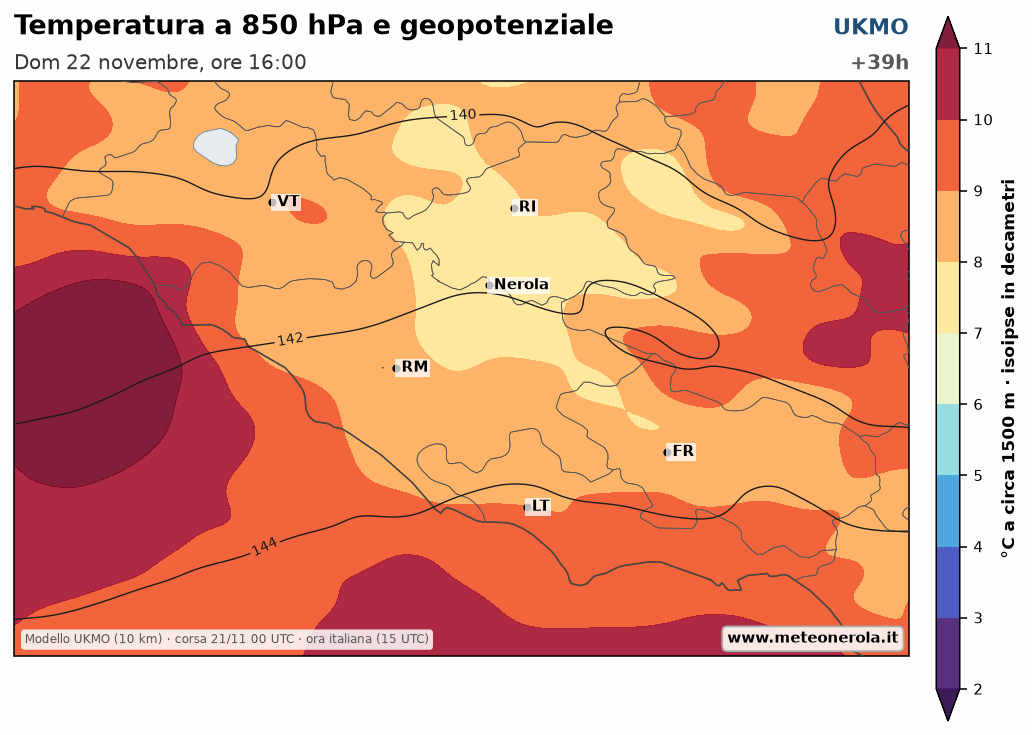 Temperatura a 850 hPa e geopotenziale
UKMO
Dom 22 novembre, ore 16:00
+39h
140
VT
RI
Nerola
142
RM
FR
LT
144
Modello UKMO (10 km) · corsa 21/11 00 UTC · ora italiana (15 UTC)
www.meteonerola.it
11
10
9
8
7
6
5
4
3
2
°C a circa 1500 m · isoipse in decametri